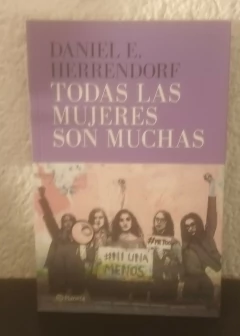 DANIEL E.
HERRENDORF
TODAS LAS
MUJERES
SON MUCHAS
#NI UNA
MENOS